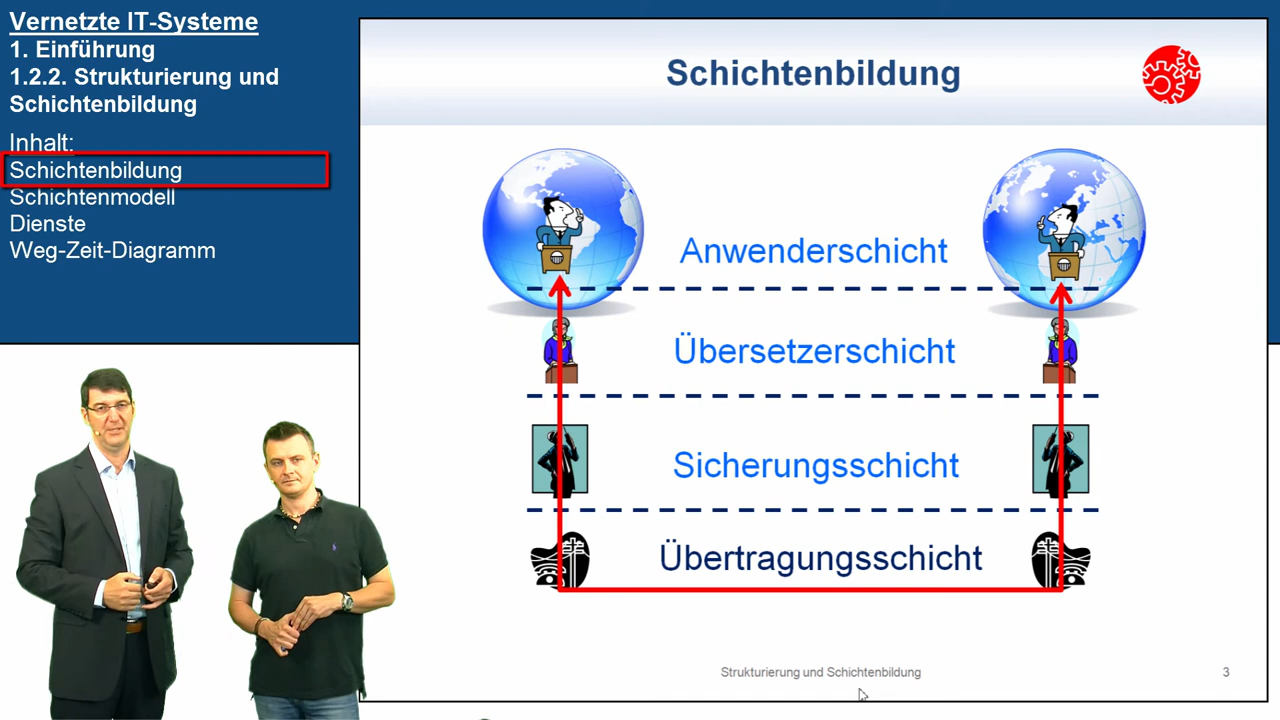 Vernetzte IT-Systeme
1. Einführung
1.2.2. Strukturierung und
Schichtenbildung
Inhalt:
Schichtenbildung
Schichtenmodell
Dienste
Weg-Zeit-Diagramm
Schichtenbildung
Anwenderschicht
Übersetzerschicht
Sicherungsschicht
Übertragungsschicht
Strukturierung und Schichtenbildung
3